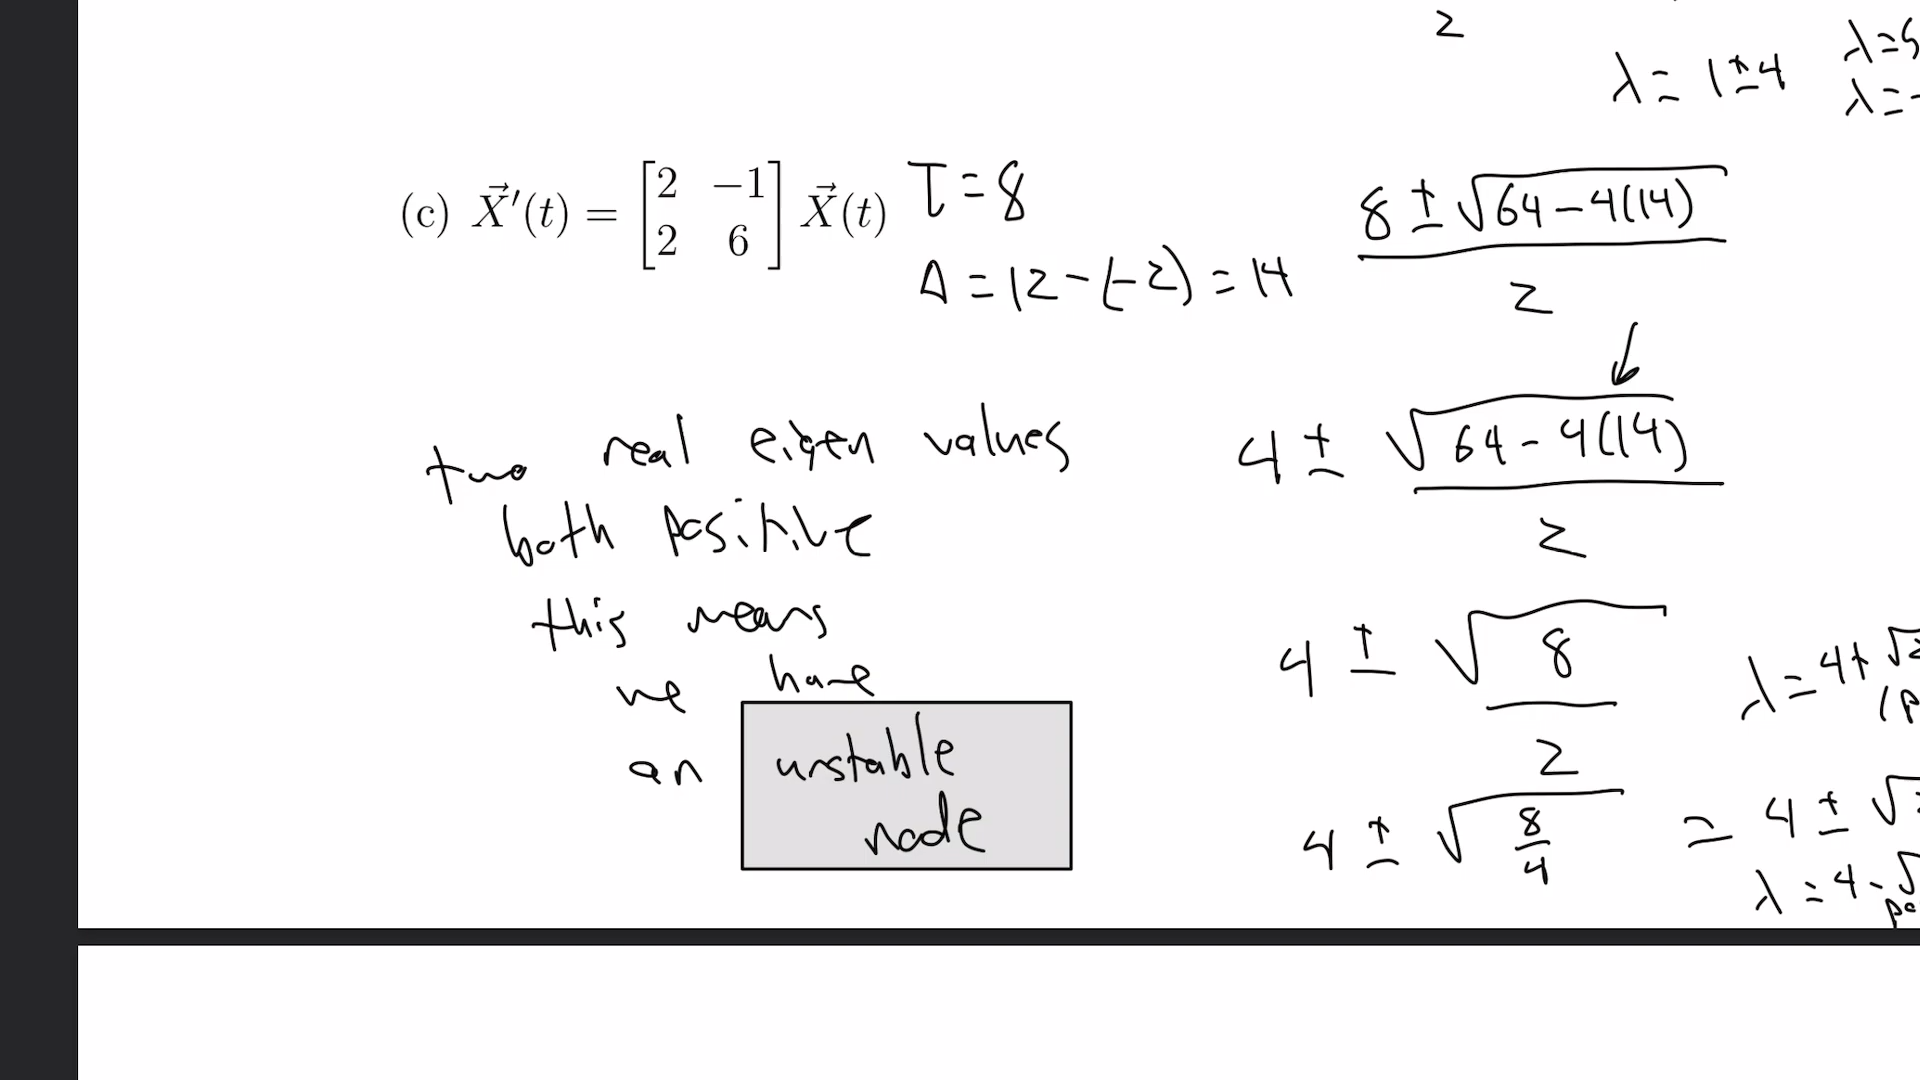 2
λ = 1 ± 4
λ =
λ =
(c) X⃗′(t) = [2 −1; 2 6] X⃗(t)
τ = 8
Δ = 12 - (-2) = 14
8 ± √64 - 4(14)
2
4 ± √64 - 4(14)
2
4 ± √8
2
4 ± √8/4 = 4 ± √
λ = 4 + √
λ = 4 - √
two real eigen values
both positive
this means
we have
an unstable
node